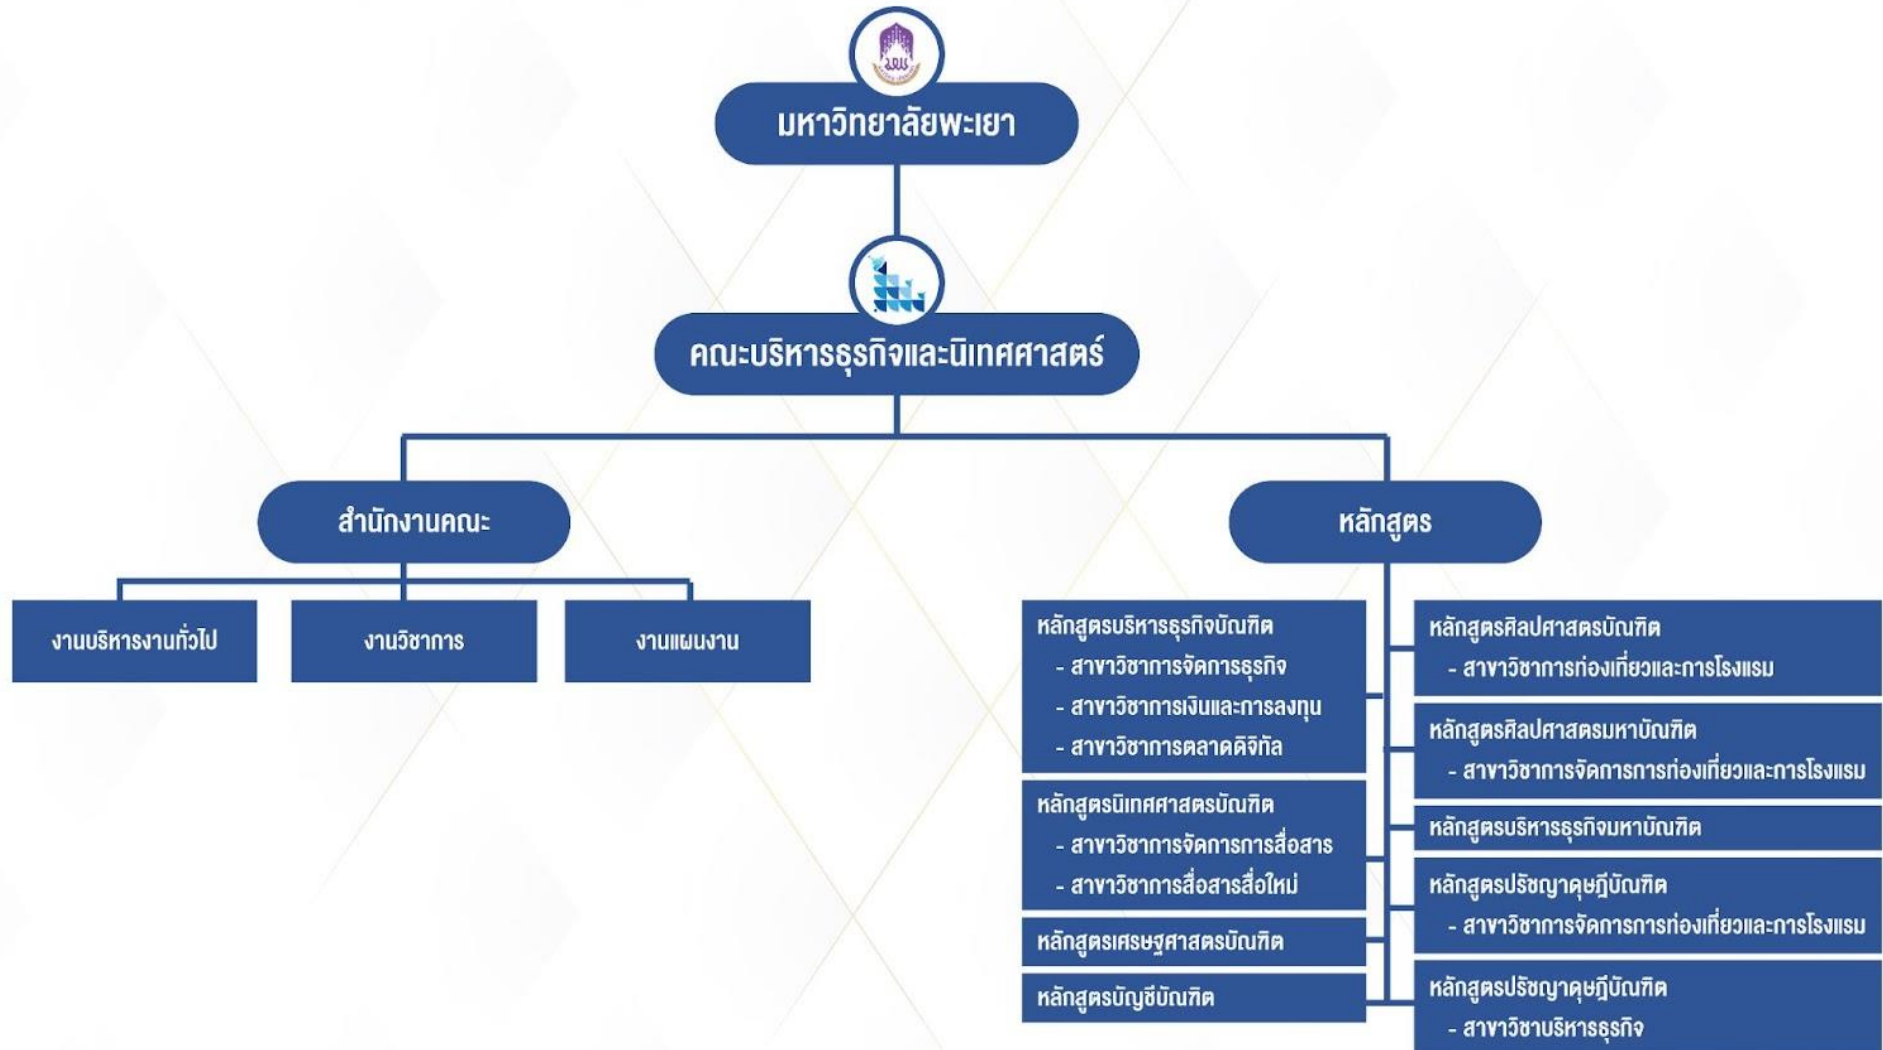 มหาวิทยาลัยพะเยา
คณะบริหารธุรกิจและนิเทศศาสตร์
สำนักงานคณะ
หลักสูตร
งานบริหารงานทั่วไป
งานวิชาการ
งานแผนงาน
หลักสูตรบริหารธุรกิจบัณฑิต
- สาขาวิชาการจัดการธุรกิจ
- สาขาวิชาการเงินและการลงทุน
- สาขาวิชาการตลาดดิจิทัล
หลักสูตรนิเทศศาสตรบัณฑิต
- สาขาวิชาการจัดการการสื่อสาร
- สาขาวิชาการสื่อสารสื่อใหม่
หลักสูตรเศรษฐศาสตรบัณฑิต
หลักสูตรบัญชีบัณฑิต
หลักสูตรศิลปศาสตรบัณฑิต
- สาขาวิชาการท่องเที่ยวและการโรงแรม
หลักสูตรศิลปศาสตรมหาบัณฑิต
- สาขาวิชาการจัดการการท่องเที่ยวและการโรงแรม
หลักสูตรบริหารธุรกิจมหาบัณฑิต
หลักสูตรปรัชญาดุษฎีบัณฑิต
- สาขาวิชาการจัดการการท่องเที่ยวและการโรงแรม
หลักสูตรปรัชญาดุษฎีบัณฑิต
- สาขาวิชาบริหารธุรกิจ